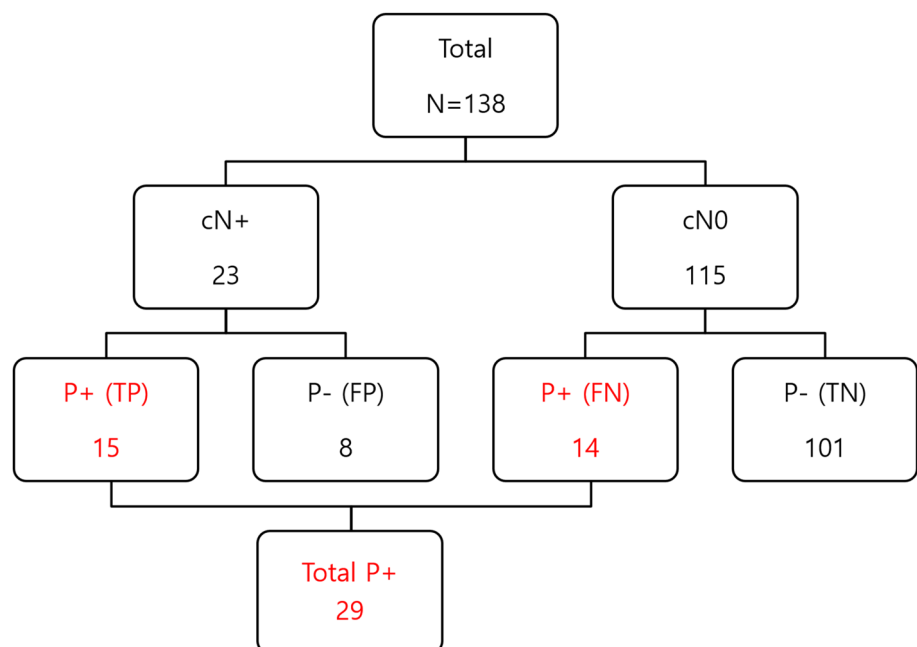 Total
N=138
cN+
23
cN0
115
P+ (TP)
15
P- (FP)
8
P+ (FN)
14
P- (TN)
101
Total P+
29